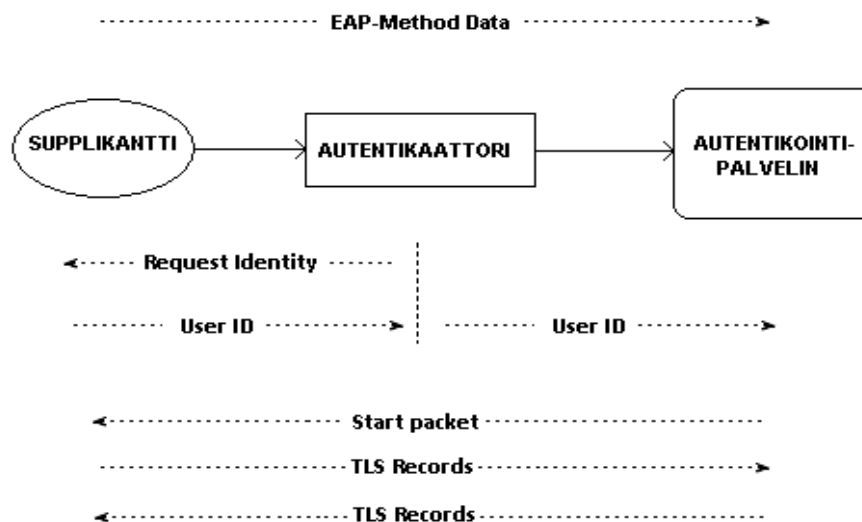 EAP-Method Data
SUPPLIKANTTI
AUTENTIKAATTORI
AUTENTIKOINTI-
PALVELIN
Request Identity
User ID
User ID
Start packet
TLS Records
TLS Records